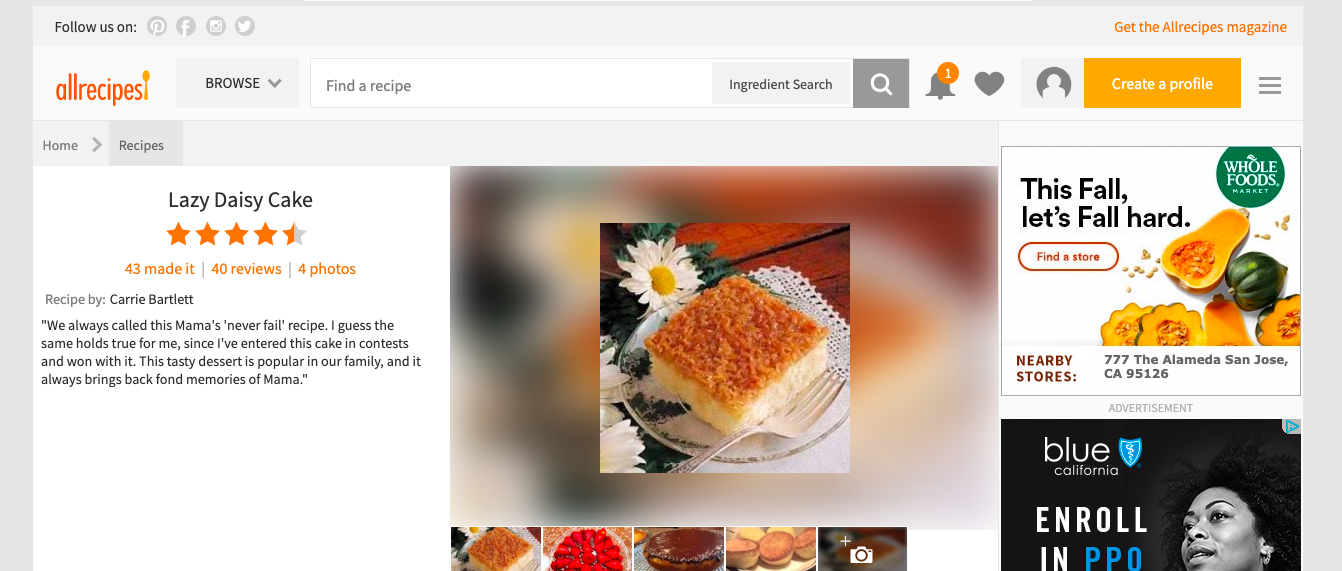 Follow us on:
Get the Allrecipes magazine
allrecipes
BROWSE
Find a recipe
Ingredient Search
1
Create a profile
Home
Recipes
Lazy Daisy Cake
43 made it | 40 reviews | 4 photos
Recipe by: Carrie Bartlett
"We always called this Mama's 'never fail' recipe. I guess the
same holds true for me, since I've entered this cake in contests
and won with it. This tasty dessert is popular in our family, and it
always brings back fond memories of Mama."
WHOLE
FOODS
MARKET
This Fall,
let's Fall hard.
Find a store
NEARBY
STORES:
777 The Alameda San Jose,
CA 95126
ADVERTISEMENT
blue
california
ENROLL
IN PPO